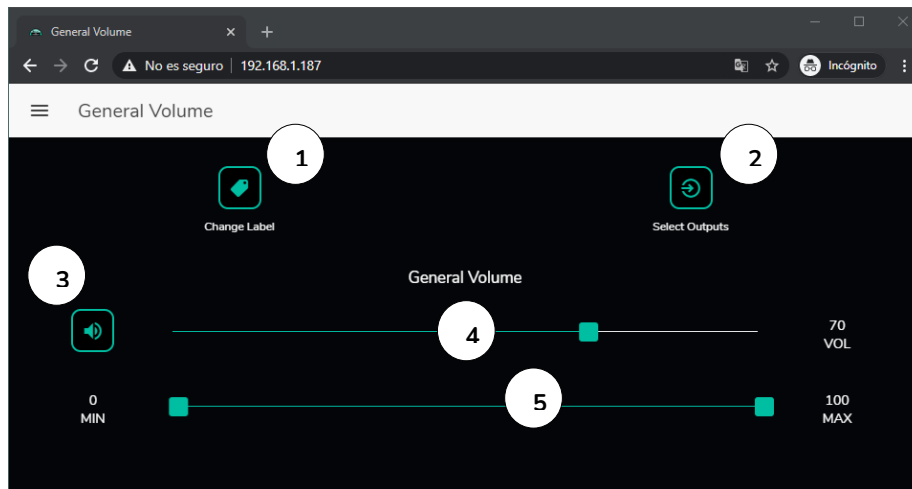 General Volume
No es seguro
192.168.1.187
Incógnito
General Volume
1
2
Change Label
Select Outputs
3
General Volume
4
70
VOL
5
0
MIN
100
MAX